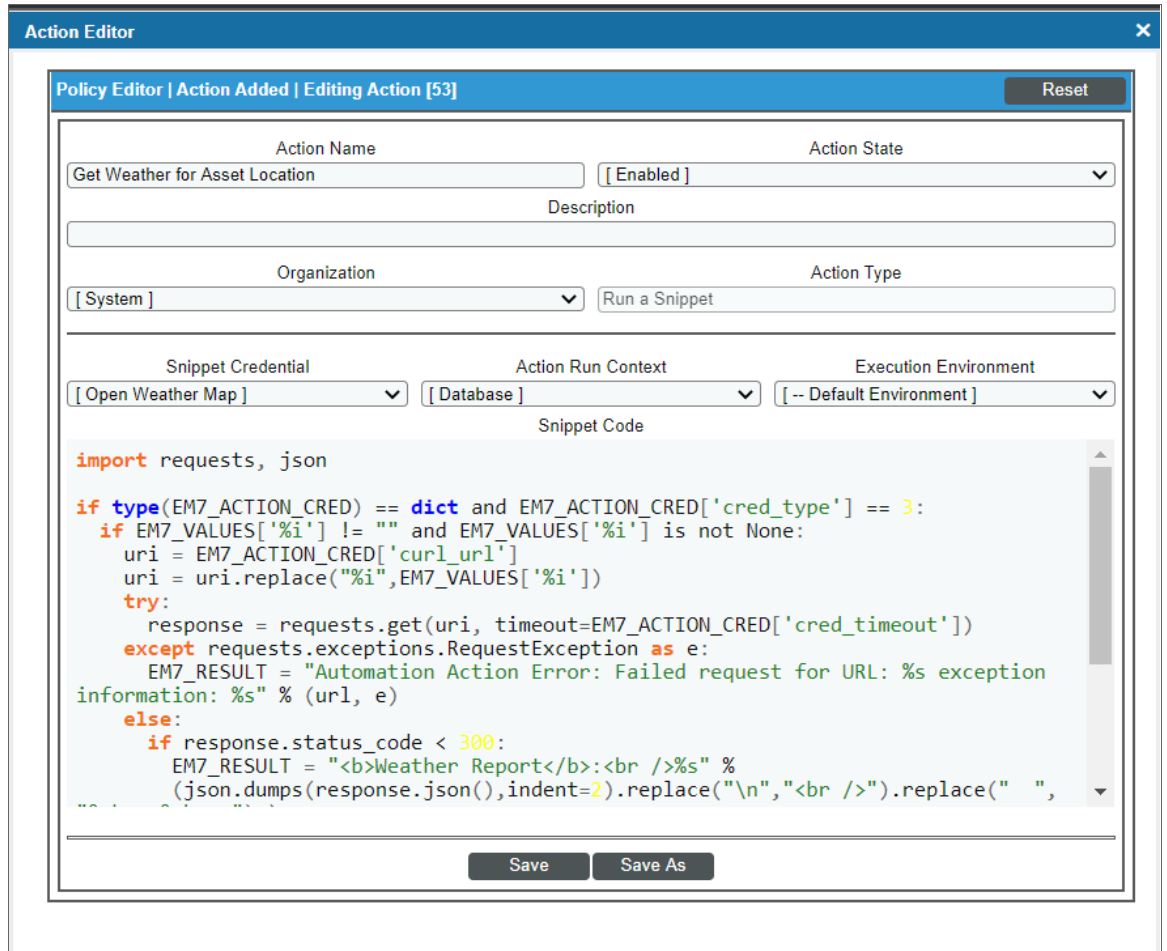 Action Editor
Policy Editor | Action Added | Editing Action [53]
Reset
Action Name
Action State
Get Weather for Asset Location
[ Enabled ]
Description
Organization
Action Type
[ System ]
Run a Snippet
Snippet Credential
Action Run Context
Execution Environment
[ Open Weather Map ]
[ Database ]
[ -- Default Environment ]
Snippet Code
import requests, json
if type(EM7_ACTION_CRED) == dict and EM7_ACTION_CRED['cred_type'] == 3:
if EM7_VALUES['%i'] != "" and EM7_VALUES['%i'] is not None:
uri = EM7_ACTION_CRED['curl_url']
uri = uri.replace("%i",EM7_VALUES['%i'])
try:
response = requests.get(uri, timeout=EM7_ACTION_CRED['cred_timeout'])
except requests.exceptions.RequestException as e:
EM7_RESULT = "Automation Action Error: Failed request for URL: %s exception
information: %s" % (url, e)
else:
if response.status_code < 300:
EM7_RESULT = "<b>Weather Report</b>:<br />%s" %
(json.dumps(response.json(),indent=2).replace("\n","<br />").replace("  ",
Save
Save As